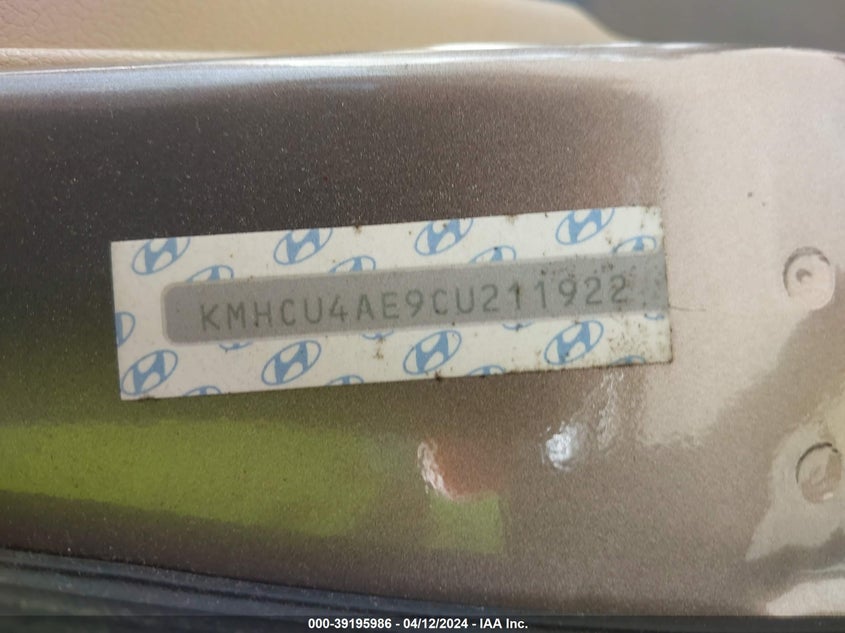 KMHCU4AE9CU211922
000-39195986 - 04/12/2024 - IAA Inc.